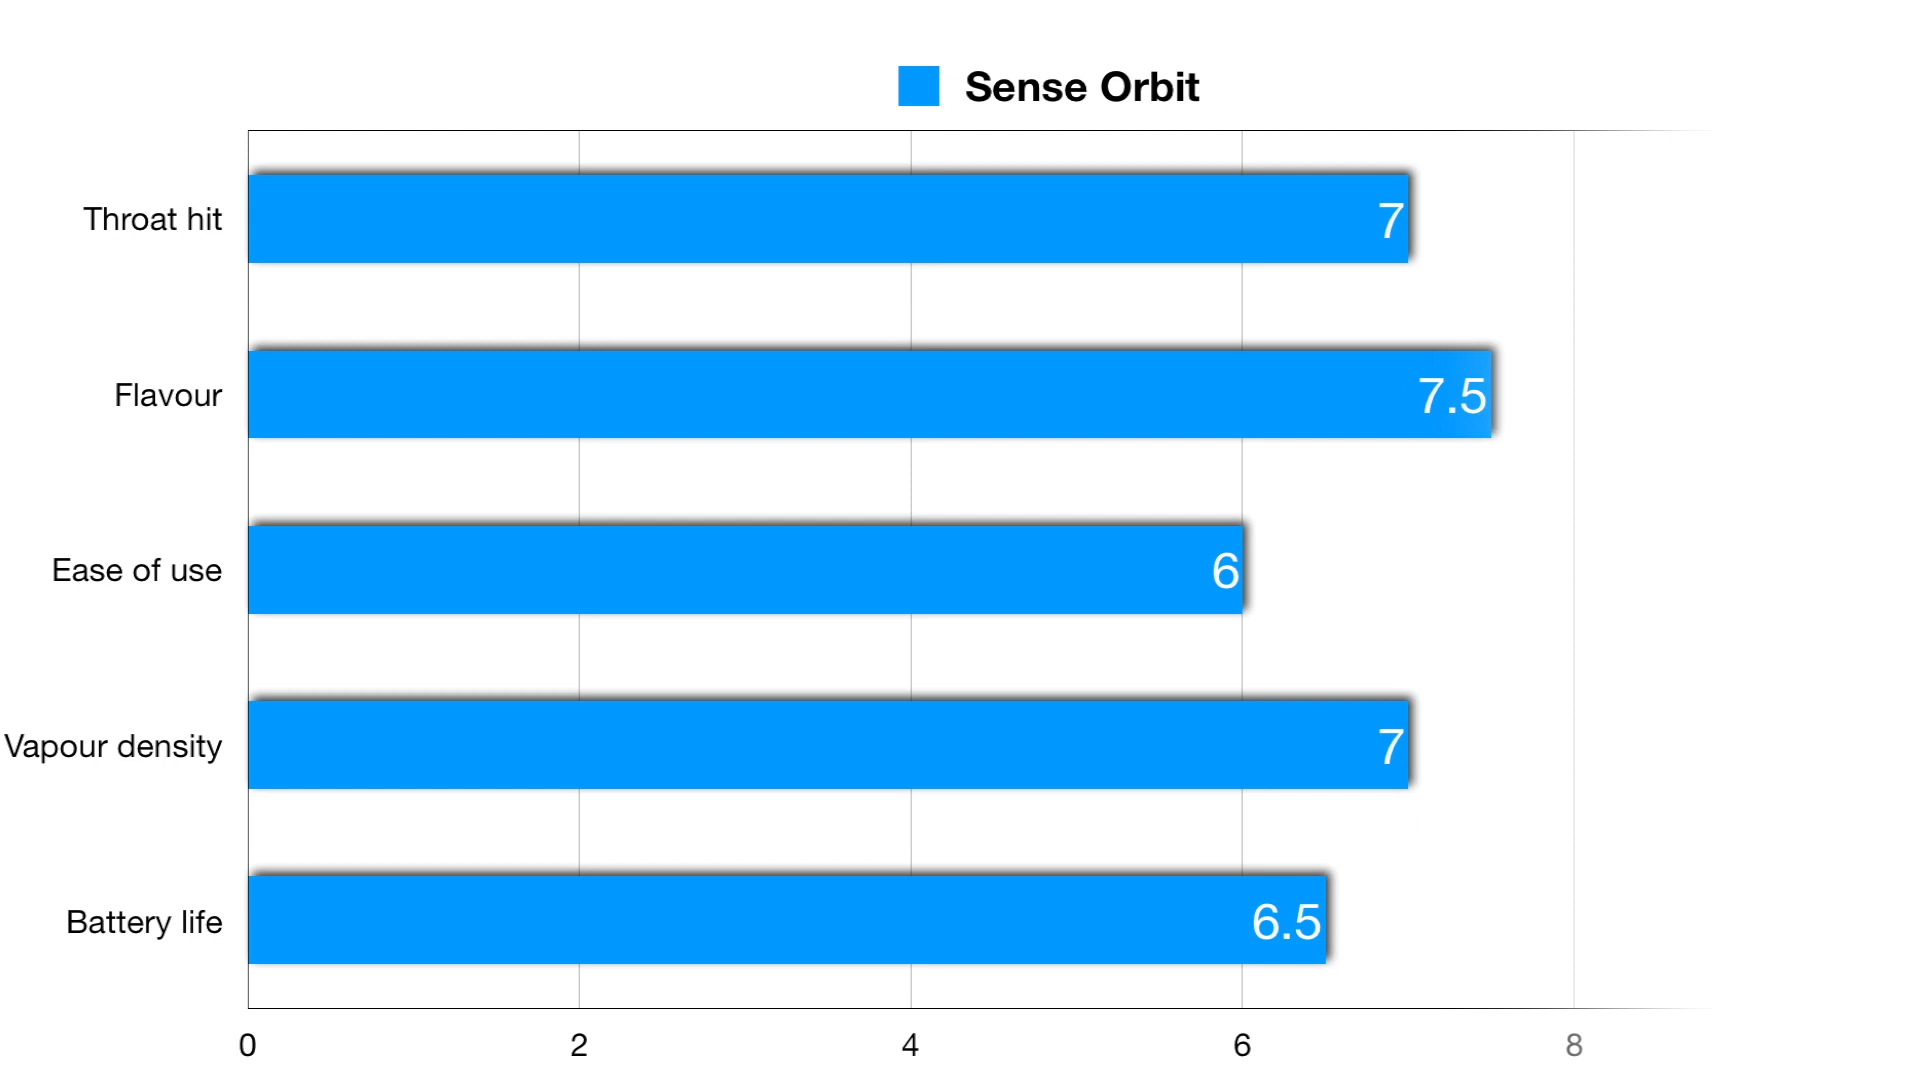 Sense Orbit
Throat hit
7
Flavour
7.5
Ease of use
6
Vapour density
7
Battery life
6.5
0 2 4 6 8